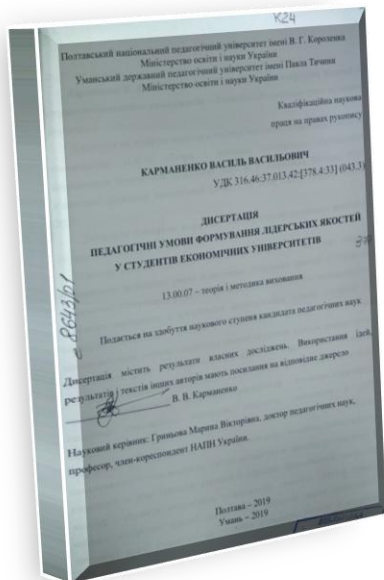 К24
Полтавський національний педагогічний університет імені В. Г. Короленка
Міністерство освіти і науки України
Уманський державний педагогічний університет імені Павла Тичини
Міністерство освіти і науки України
Кваліфікаційна наукова
праця на правах рукопису
КАРМАНЕНКО ВАСИЛЬ ВАСИЛЬОВИЧ
УДК 316.46:37.013.42:[378.4:33] (043.3)
ДИСЕРТАЦІЯ
ПЕДАГОГІЧНІ УМОВИ ФОРМУВАННЯ ЛІДЕРСЬКИХ ЯКОСТЕЙ
У СТУДЕНТІВ ЕКОНОМІЧНИХ УНІВЕРСИТЕТІВ
13.00.07 – теорія і методика виховання
Подається на здобуття наукового ступеня кандидата педагогічних наук
Дисертація містить результати власних досліджень. Використання ідей,
результатів і текстів інших авторів мають посилання на відповідне джерело
В. В. Карманенко
Науковий керівник: Гриньова Марина Вікторівна, доктор педагогічних наук,
професор, член-кореспондент НАПН України.
Полтава – 2019
Умань – 2019